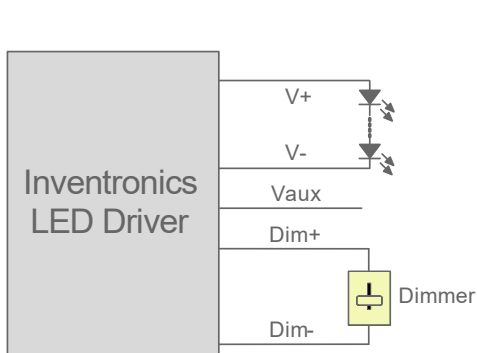 V+
V-
Inventronics
LED Driver
Vaux
Dim+
Dimmer
Dim-